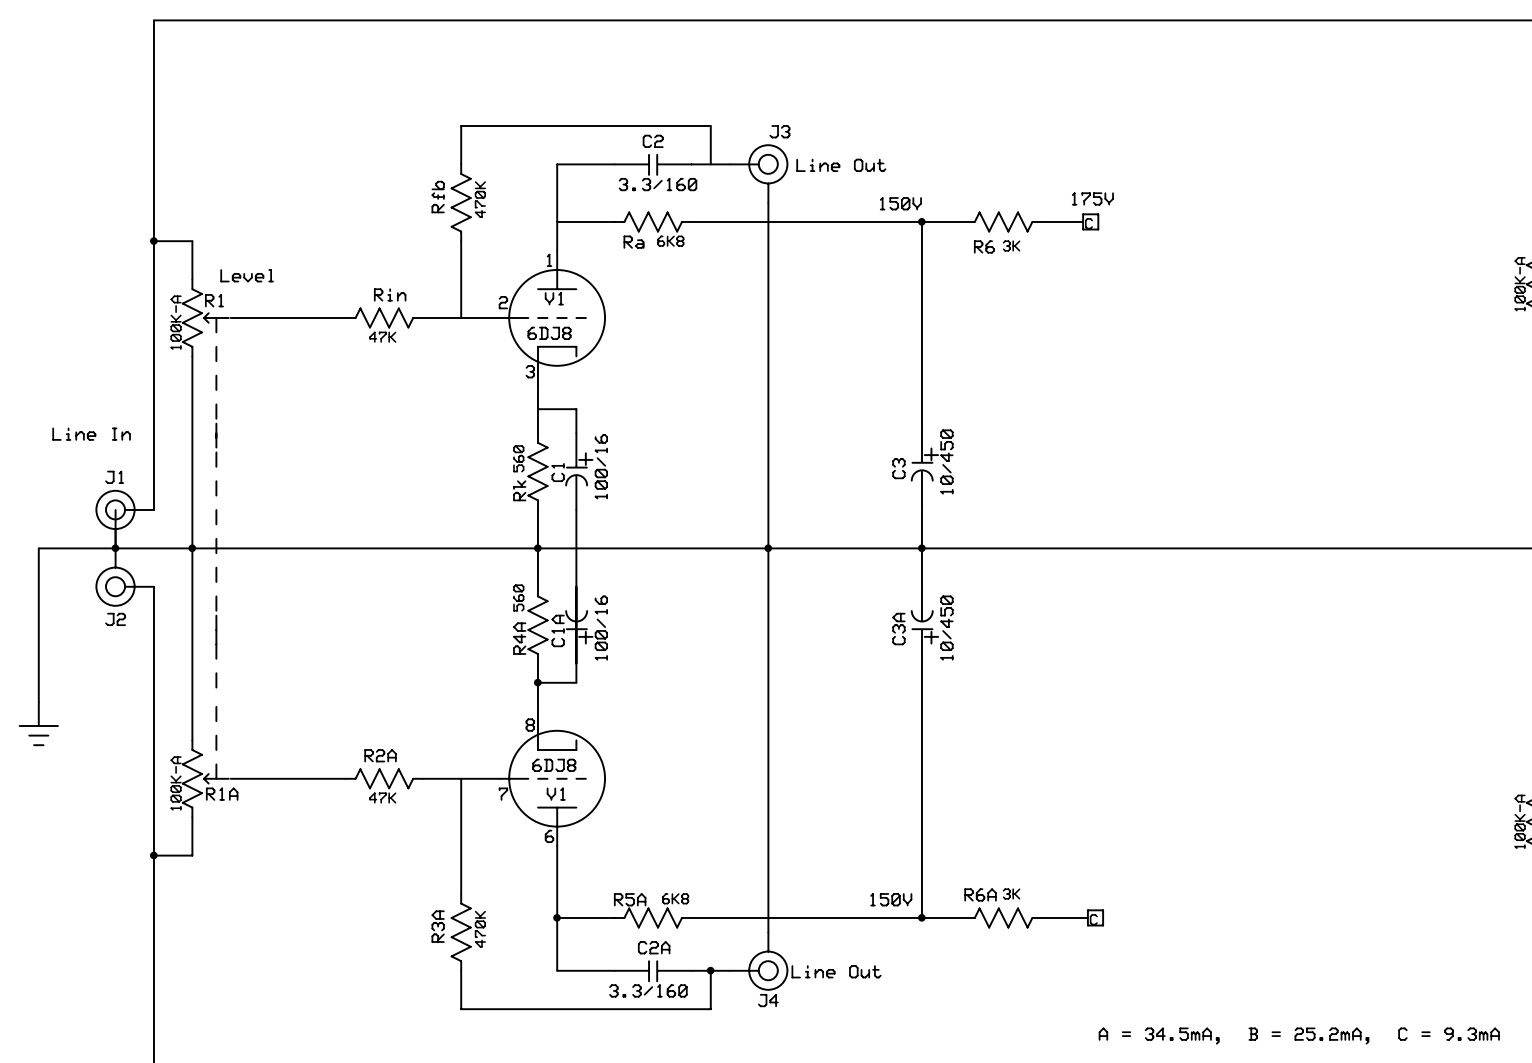 J3
C2
Line Out
3.3/160
Rfb
470K
150V
175V
C
Ra 6K8
R6 3K
1
Level
100K-A
R1
Rin
47K
2
V1
6DJ8
3
100K-A
Line In
J1
Rk 560
C1
100/16
C3
10/450
J2
R4A 560
C1A
100/16
C3A
10/450
8
R2A
47K
6DJ8
7
V1
100K-A
R1A
6
100K-A
R5A 6K8
150V
R6A 3K
C
R3A
470K
C2A
3.3/160
Line Out
J4
A = 34.5mA, B = 25.2mA, C = 9.3mA